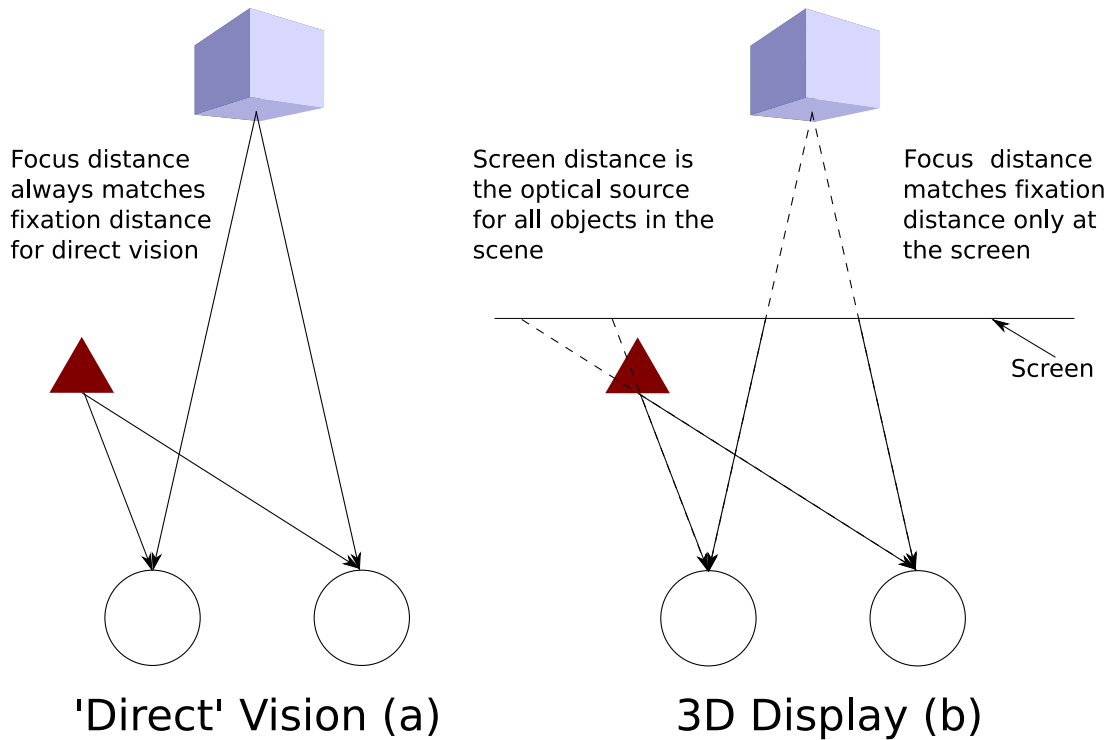 Focus distance
always matches
fixation distance
for direct vision
Screen distance is
the optical source
for all objects in the
scene
Focus  distance
matches fixation
distance only at
the screen
Screen
'Direct' Vision (a)
3D Display (b)